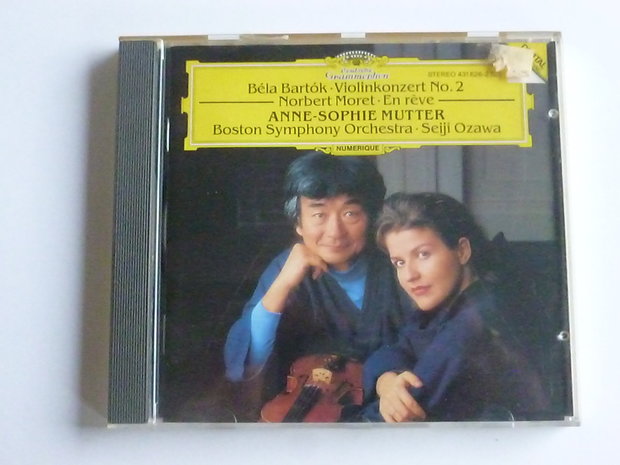 Deutsche
Grammophon
STEREO 431 626-2
DIGITAL
Béla Bartók · Violinkonzert No. 2
Norbert Moret · En rêve
ANNE-SOPHIE MUTTER
Boston Symphony Orchestra · Seiji Ozawa
NUMERIQUE